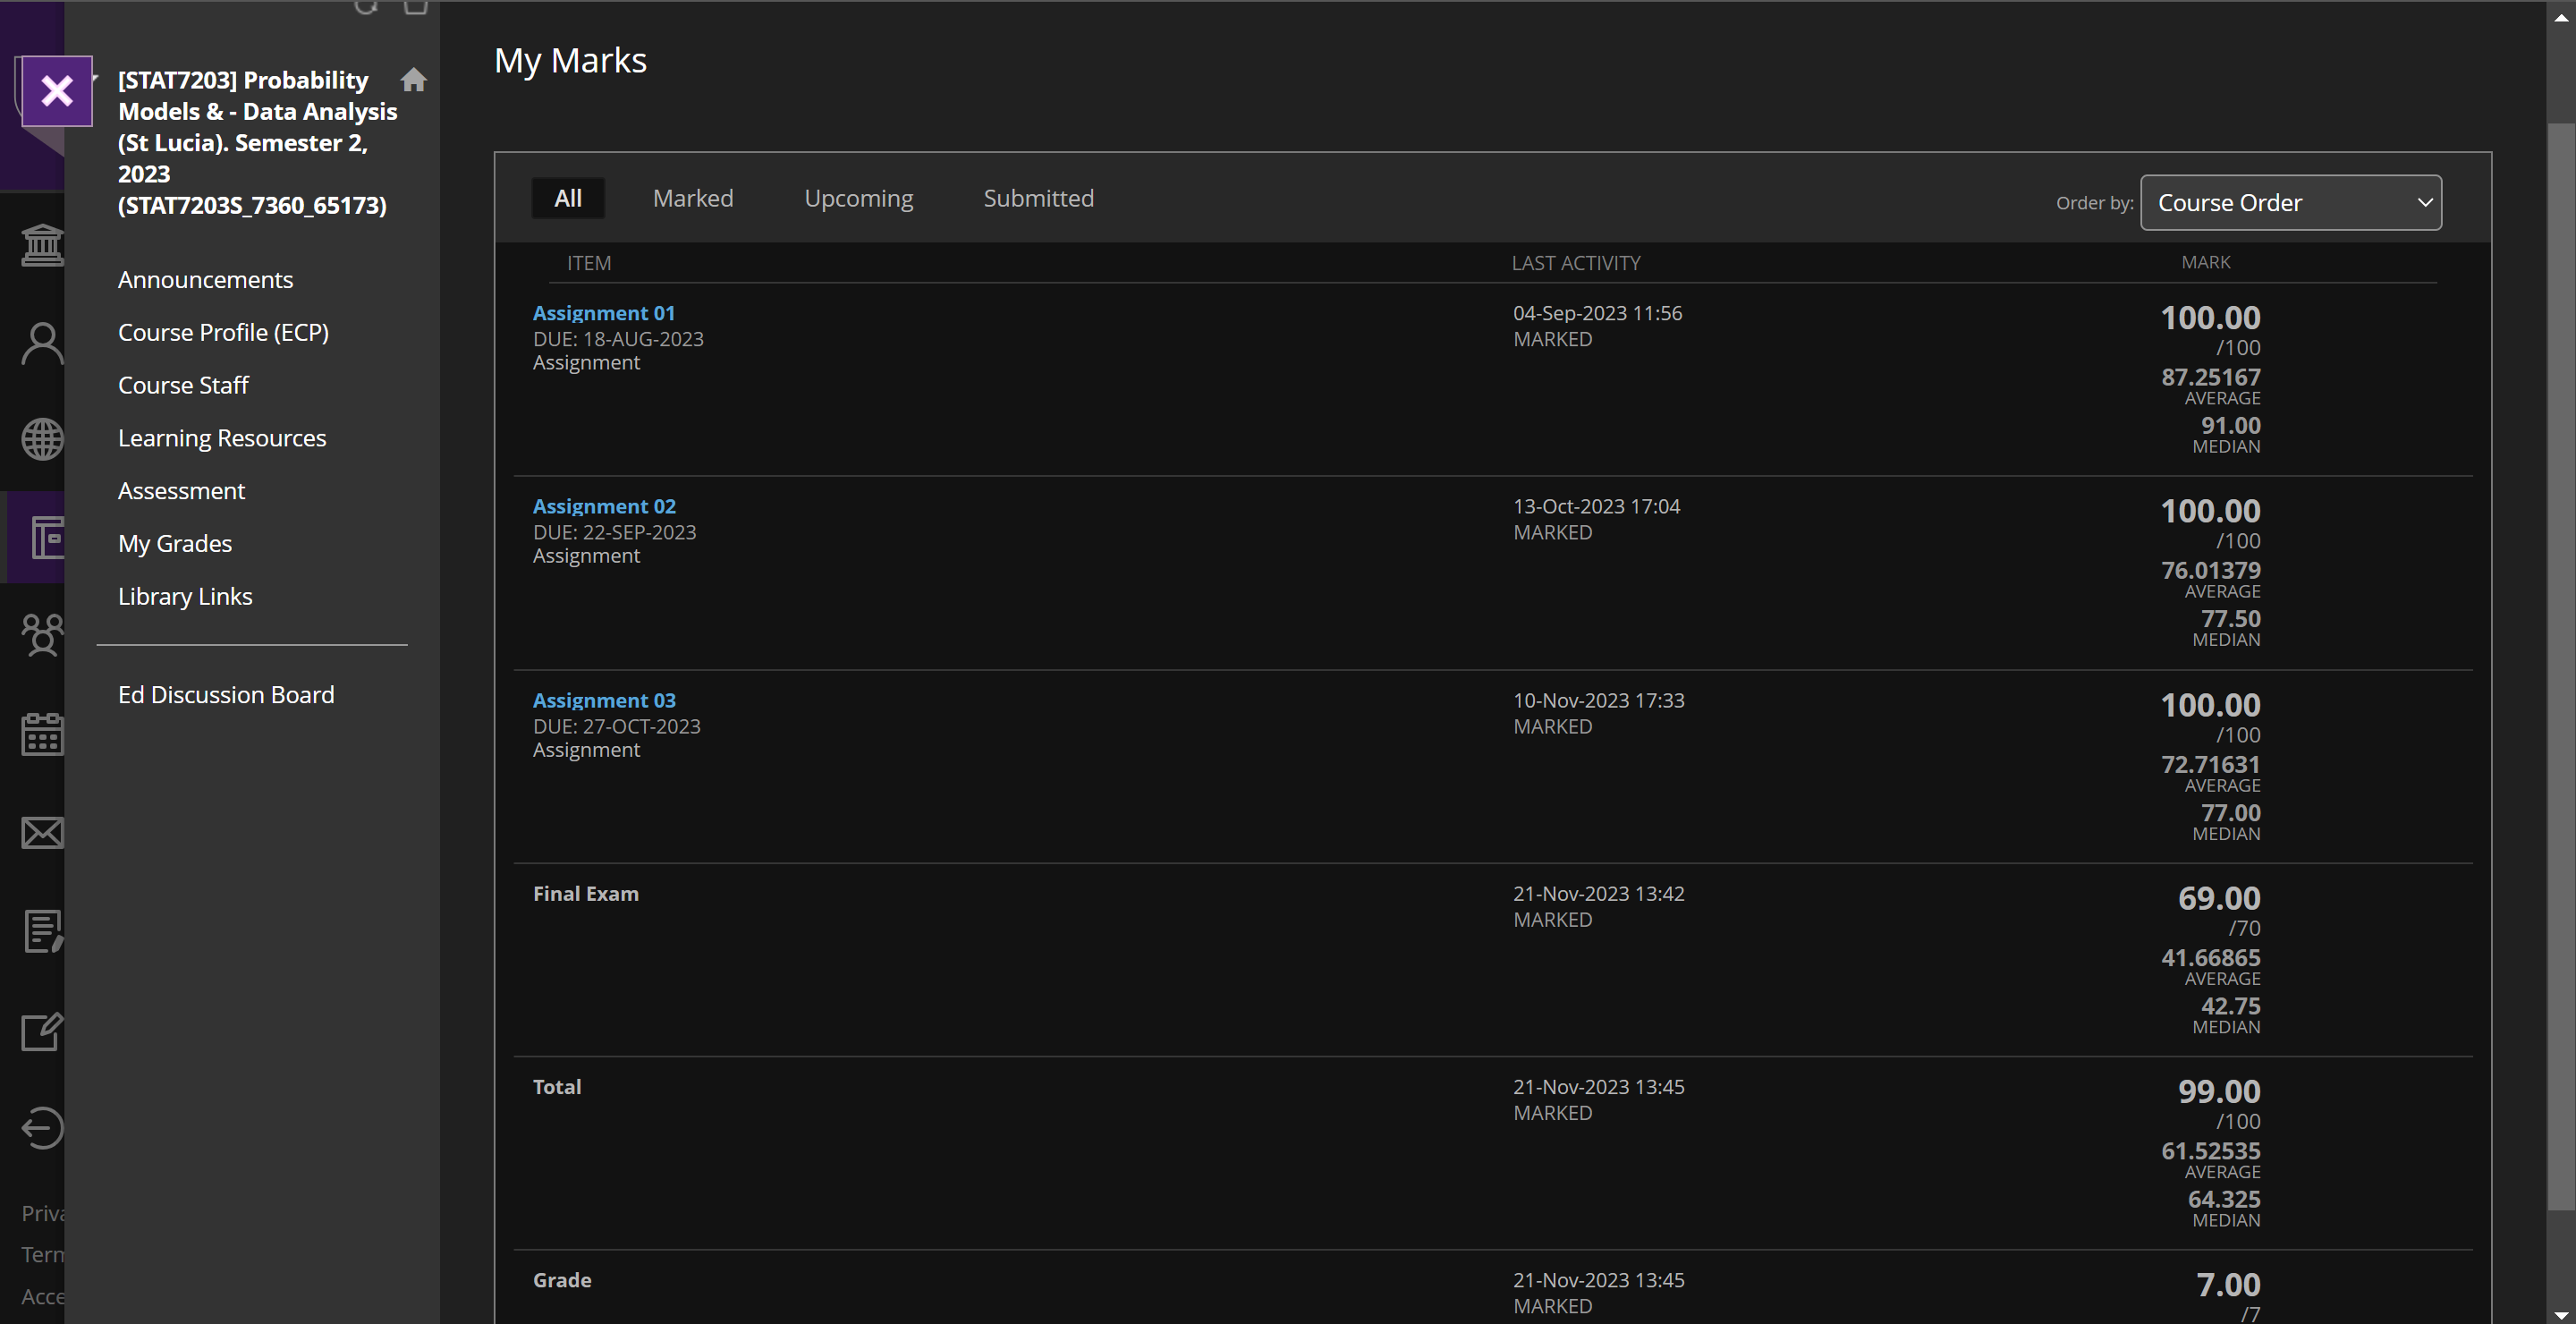 My Marks
[STAT7203] Probability
Models & - Data Analysis
(St Lucia). Semester 2,
2023
(STAT7203S_7360_65173)
Announcements
Course Profile (ECP)
Course Staff
Learning Resources
Assessment
My Grades
Library Links
Ed Discussion Board
Priva
Term
Acce
All Marked Upcoming Submitted
Order by: Course Order
ITEM LAST ACTIVITY MARK
Assignment 01 04-Sep-2023 11:56 100.00
DUE: 18-AUG-2023 MARKED /100
Assignment
87.25167
AVERAGE
91.00
MEDIAN
Assignment 02 13-Oct-2023 17:04 100.00
DUE: 22-SEP-2023 MARKED /100
Assignment
76.01379
AVERAGE
77.50
MEDIAN
Assignment 03 10-Nov-2023 17:33 100.00
DUE: 27-OCT-2023 MARKED /100
Assignment
72.71631
AVERAGE
77.00
MEDIAN
Final Exam 21-Nov-2023 13:42 69.00
MARKED /70
41.66865
AVERAGE
42.75
MEDIAN
Total 21-Nov-2023 13:45 99.00
MARKED /100
61.52535
AVERAGE
64.325
MEDIAN
Grade 21-Nov-2023 13:45 7.00
MARKED /7